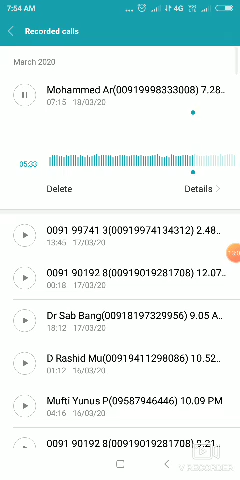 7:54 AM ... 4G
Recorded calls
March 2020
Mohammed Ar(00919998333008) 7.28..
07:15 18/03/20
05:33
Delete Details
0091 99741 3(00919974134312) 2.48..
13:45 17/03/20
0091 90192 8(00919019281708) 12.07..
00:18 17/03/20
Dr Sab Bang(00918197329956) 9.05 A..
18:12 17/03/20
D Rashid Mu(00919411298086) 10.52..
01:12 16/03/20
Mufti Yunus P(09587946446) 10.09 PM
04:16 16/03/20
0091 90192 8(00919019281708) 9.21..
V RECORDER